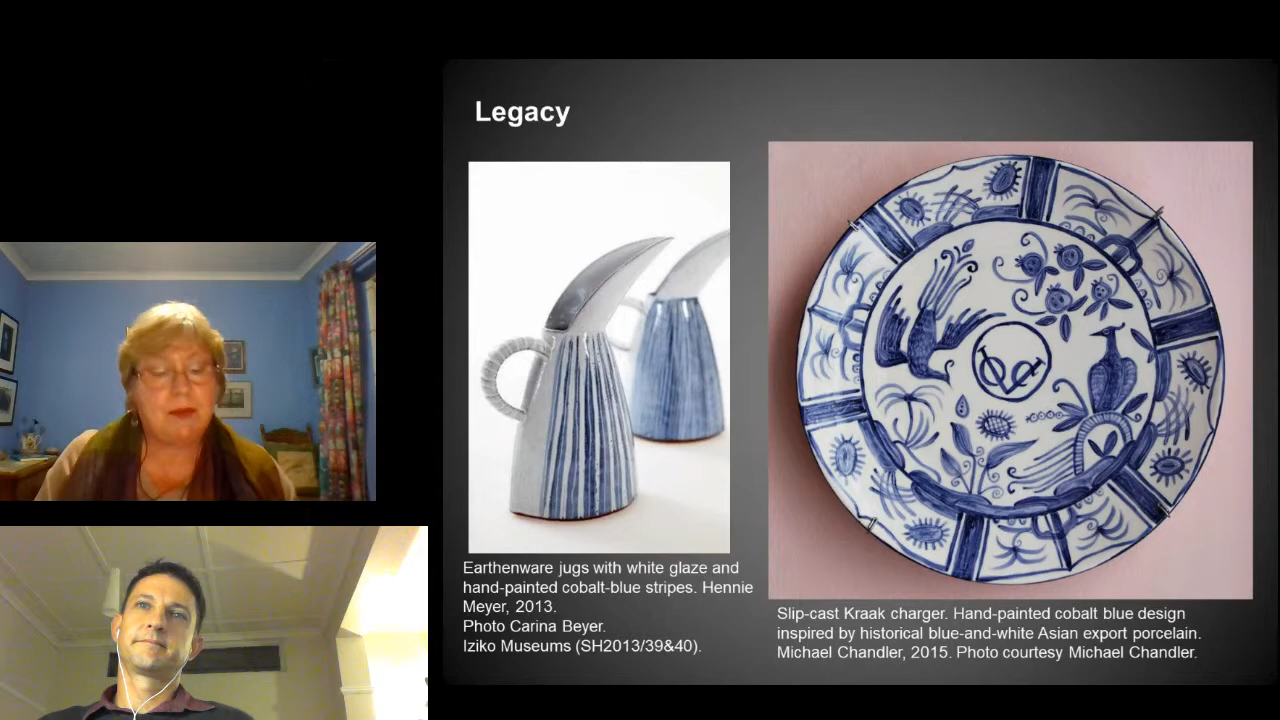 Legacy
Earthenware jugs with white glaze and
hand-painted cobalt-blue stripes. Hennie
Meyer, 2013.
Photo Carina Beyer.
Iziko Museums (SH2013/39&40).
Slip-cast Kraak charger. Hand-painted cobalt blue design
inspired by historical blue-and-white Asian export porcelain.
Michael Chandler, 2015. Photo courtesy Michael Chandler.